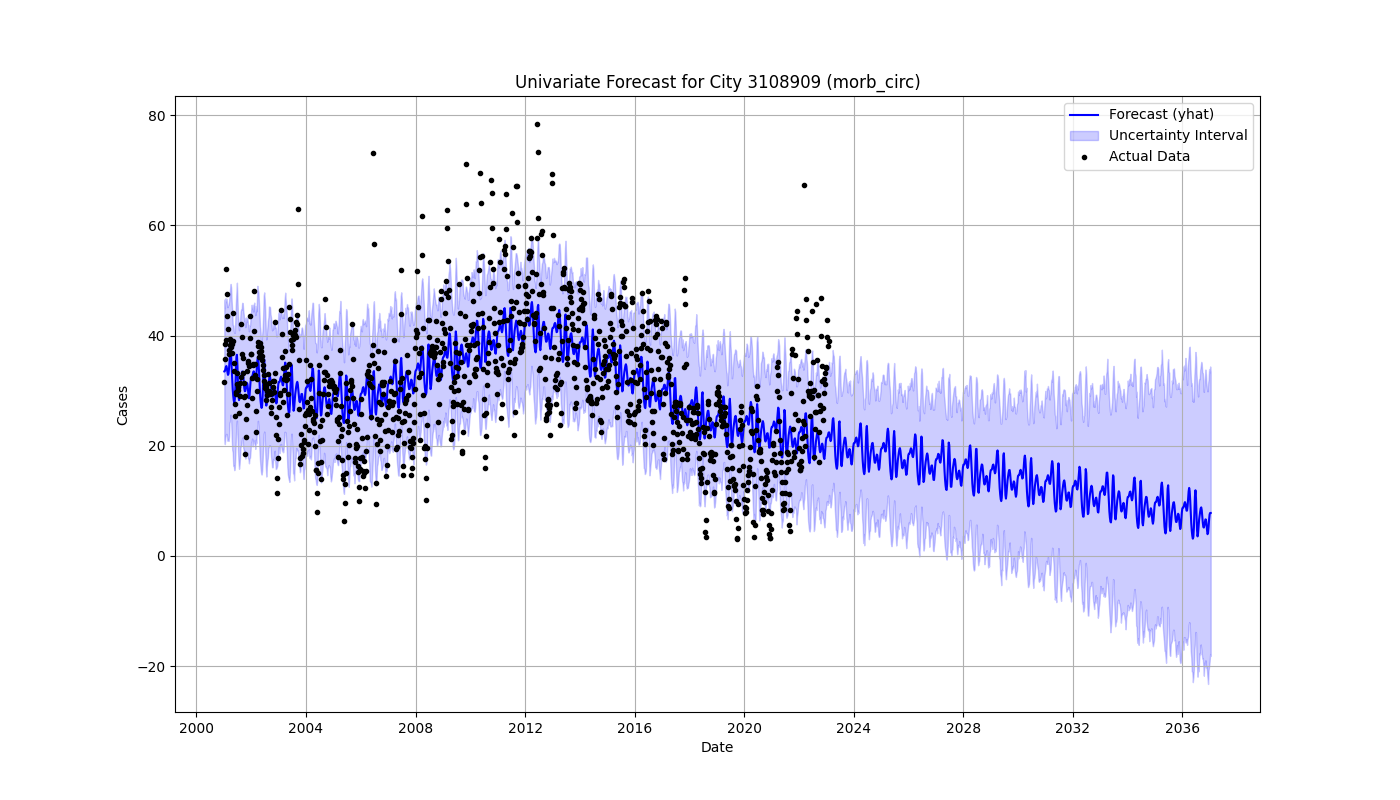 Univariate Forecast for City 3108909 (morb_circ)
Forecast (yhat)
Uncertainty Interval
Actual Data
Cases
80
60
40
20
0
−20
2000 2004 2008 2012 2016 2020 2024 2028 2032 2036
Date